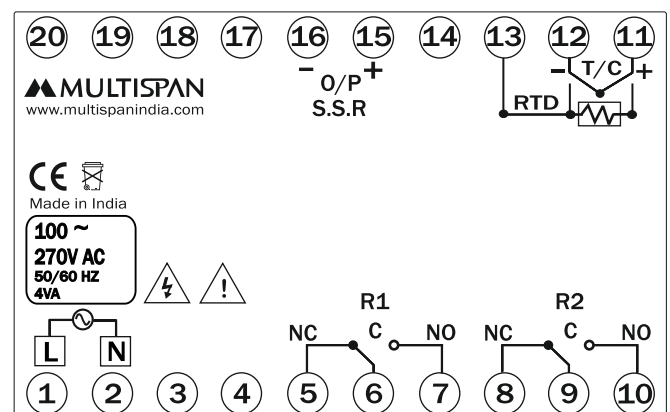 20 19 18 17 16 15 14 13 12 11
- + - T/C +
MULTISPAN O/P
www.multispanindia.com S.S.R RTD
CE
Made in India
100 ~
270V AC
50/60 HZ
4VA
R1 R2
L N NC C NO NC C NO
1 2 3 4 5 6 7 8 9 10